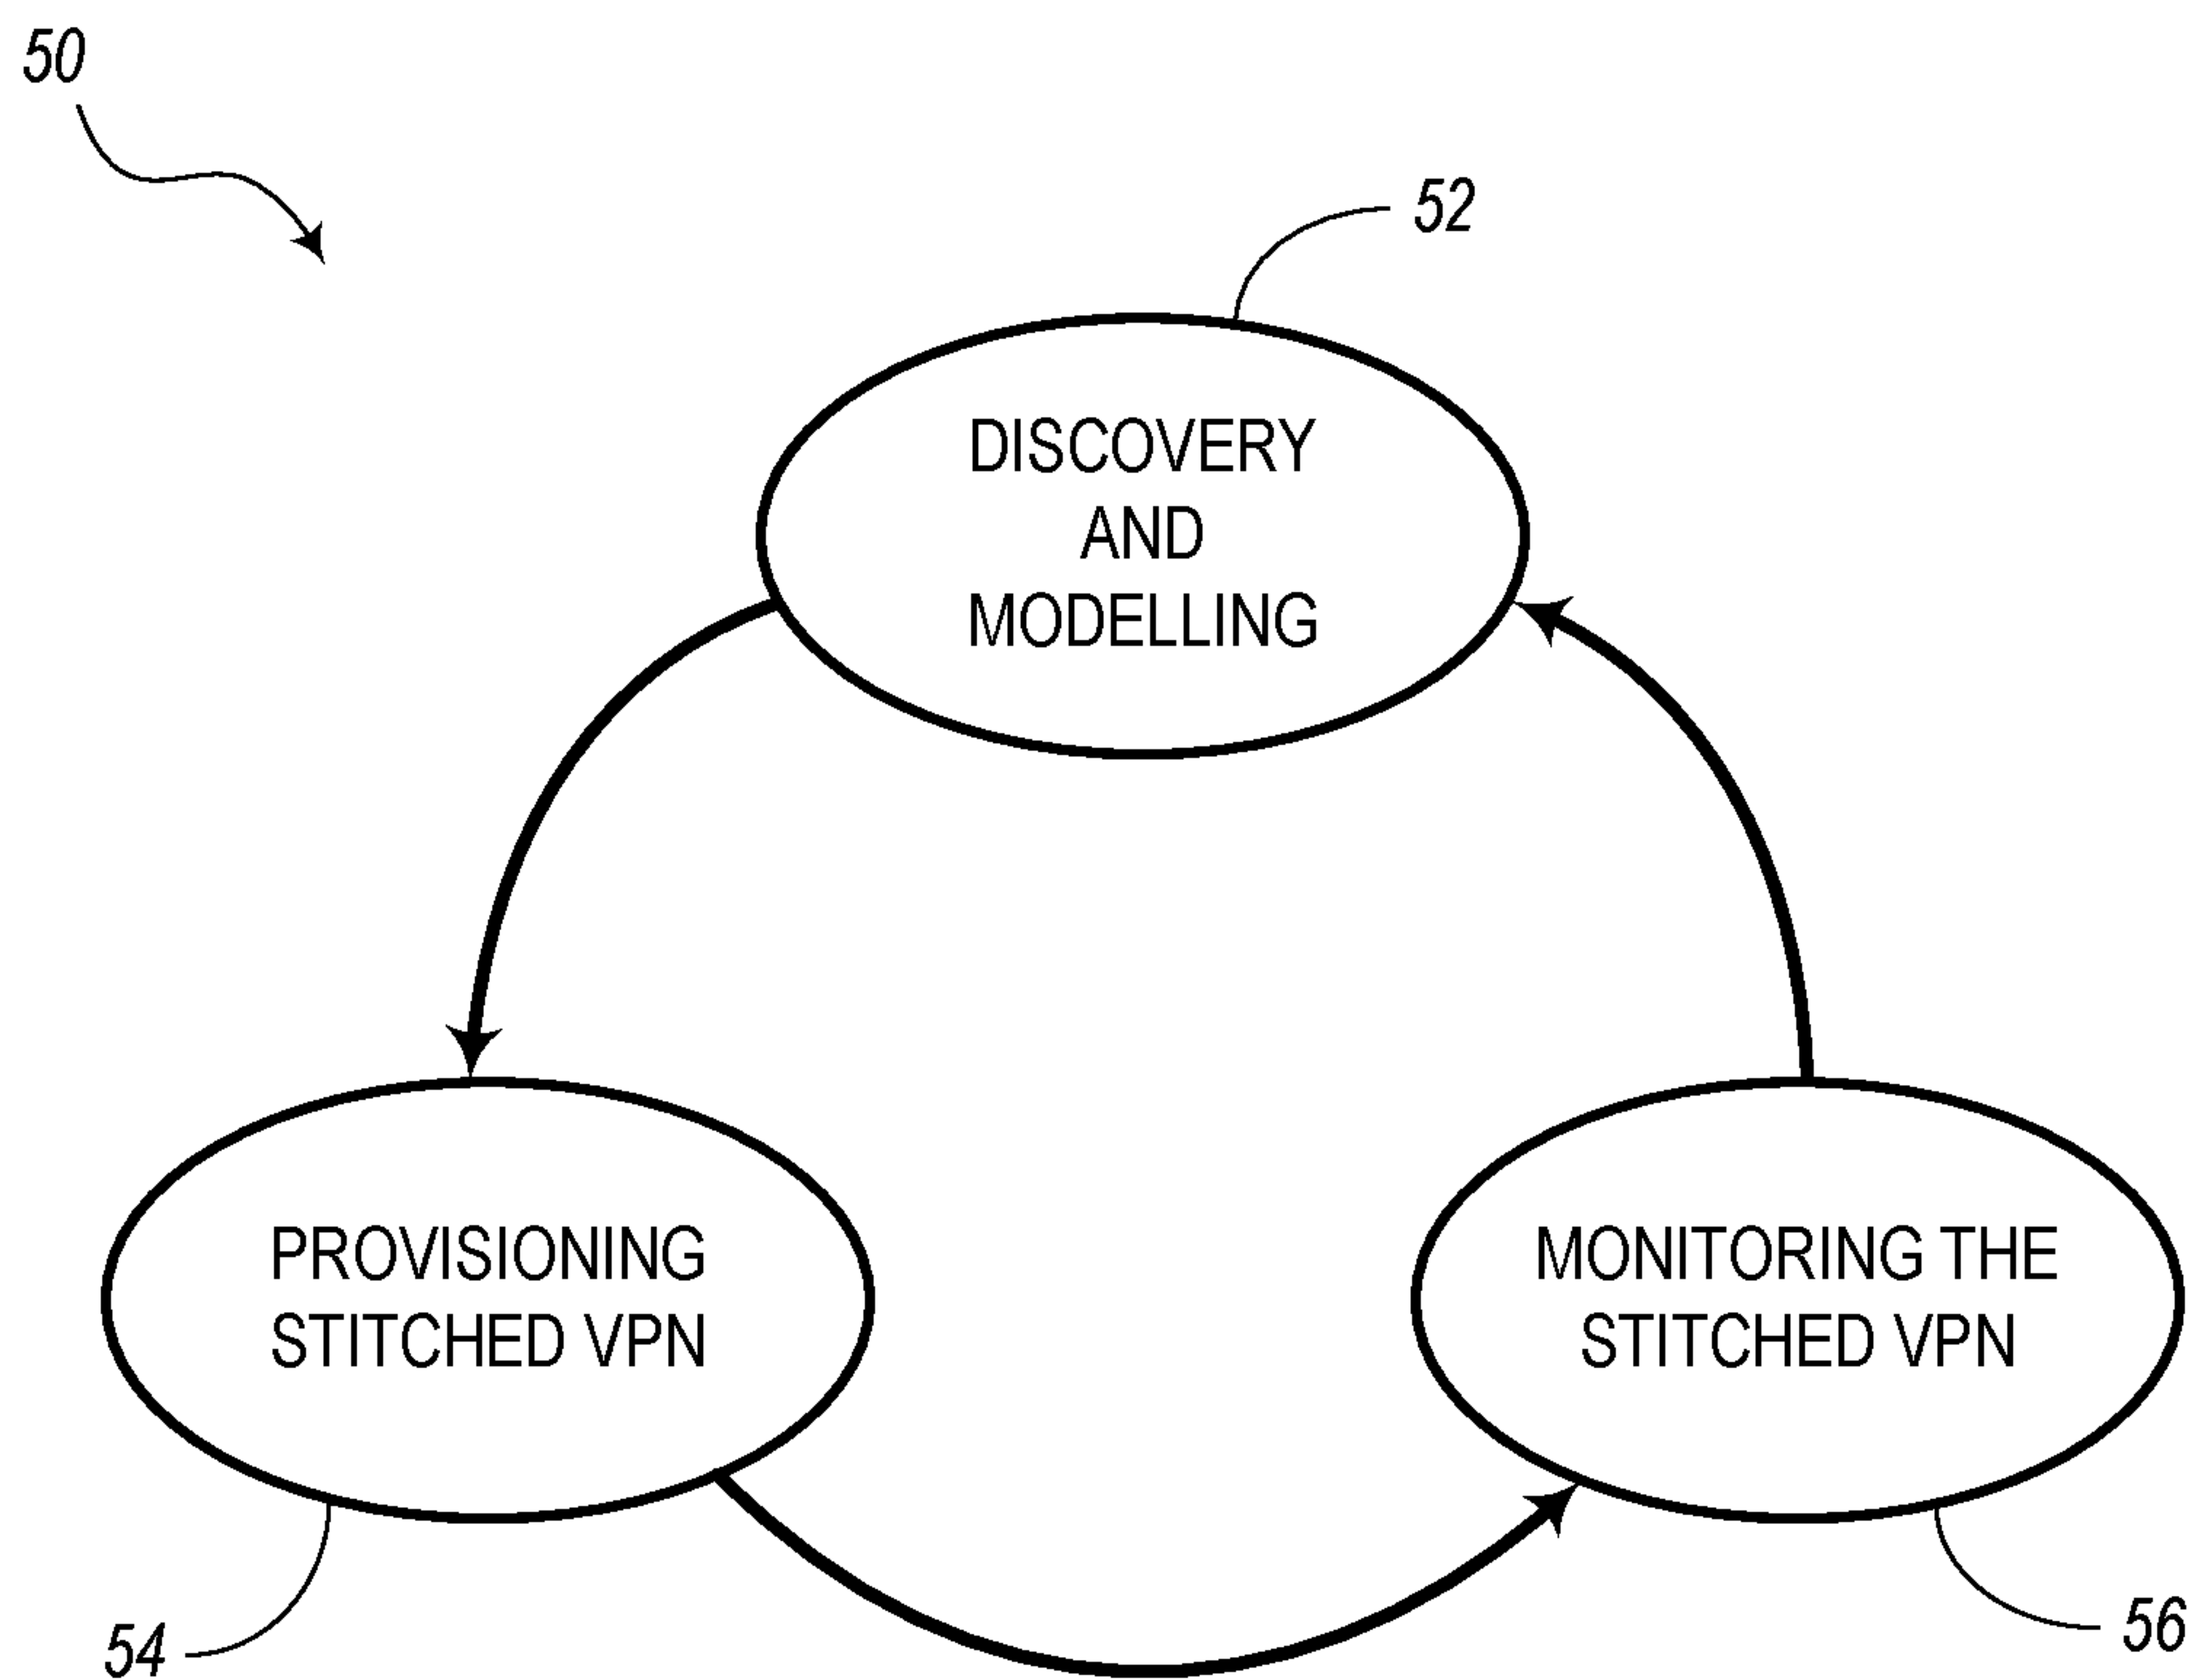 50
52
DISCOVERY
AND
MODELLING
PROVISIONING
STITCHED VPN
MONITORING THE
STITCHED VPN
54
56